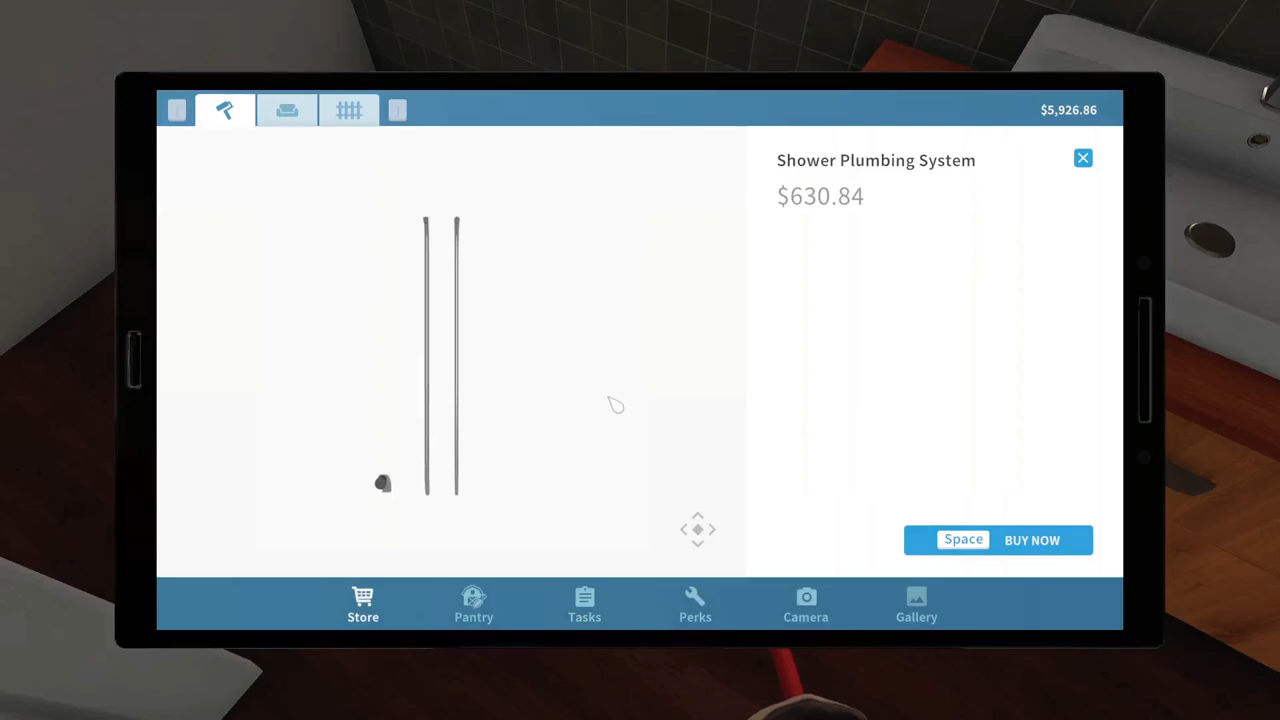 $5,926.86
Shower Plumbing System
$630.84
Space BUY NOW
Store Pantry Tasks Perks Camera Gallery